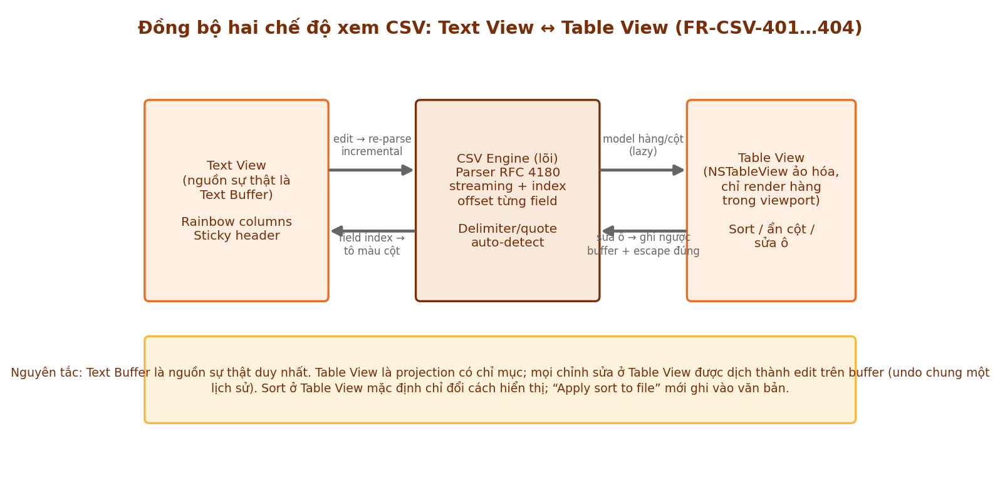 Đồng bộ hai chế độ xem CSV: Text View ↔ Table View (FR-CSV-401…404)
Text View
(nguồn sự thật là
Text Buffer)
Rainbow columns
Sticky header
edit → re-parse
incremental
field index →
tô màu cột
CSV Engine (lõi)
Parser RFC 4180
streaming + index
offset từng field
Delimiter/quote
auto-detect
model hàng/cột
(lazy)
sửa ô → ghi ngược
buffer + escape đúng
Table View
(NSTableView ảo hóa,
chỉ render hàng
trong viewport)
Sort / ẩn cột /
sửa ô
Nguyên tắc: Text Buffer là nguồn sự thật duy nhất. Table View là projection có chỉ mục; mọi chỉnh sửa ở Table View được dịch thành edit trên buffer (undo chung một
lịch sử). Sort ở Table View mặc định chỉ đổi cách hiển thị; “Apply sort to file” mới ghi vào văn bản.